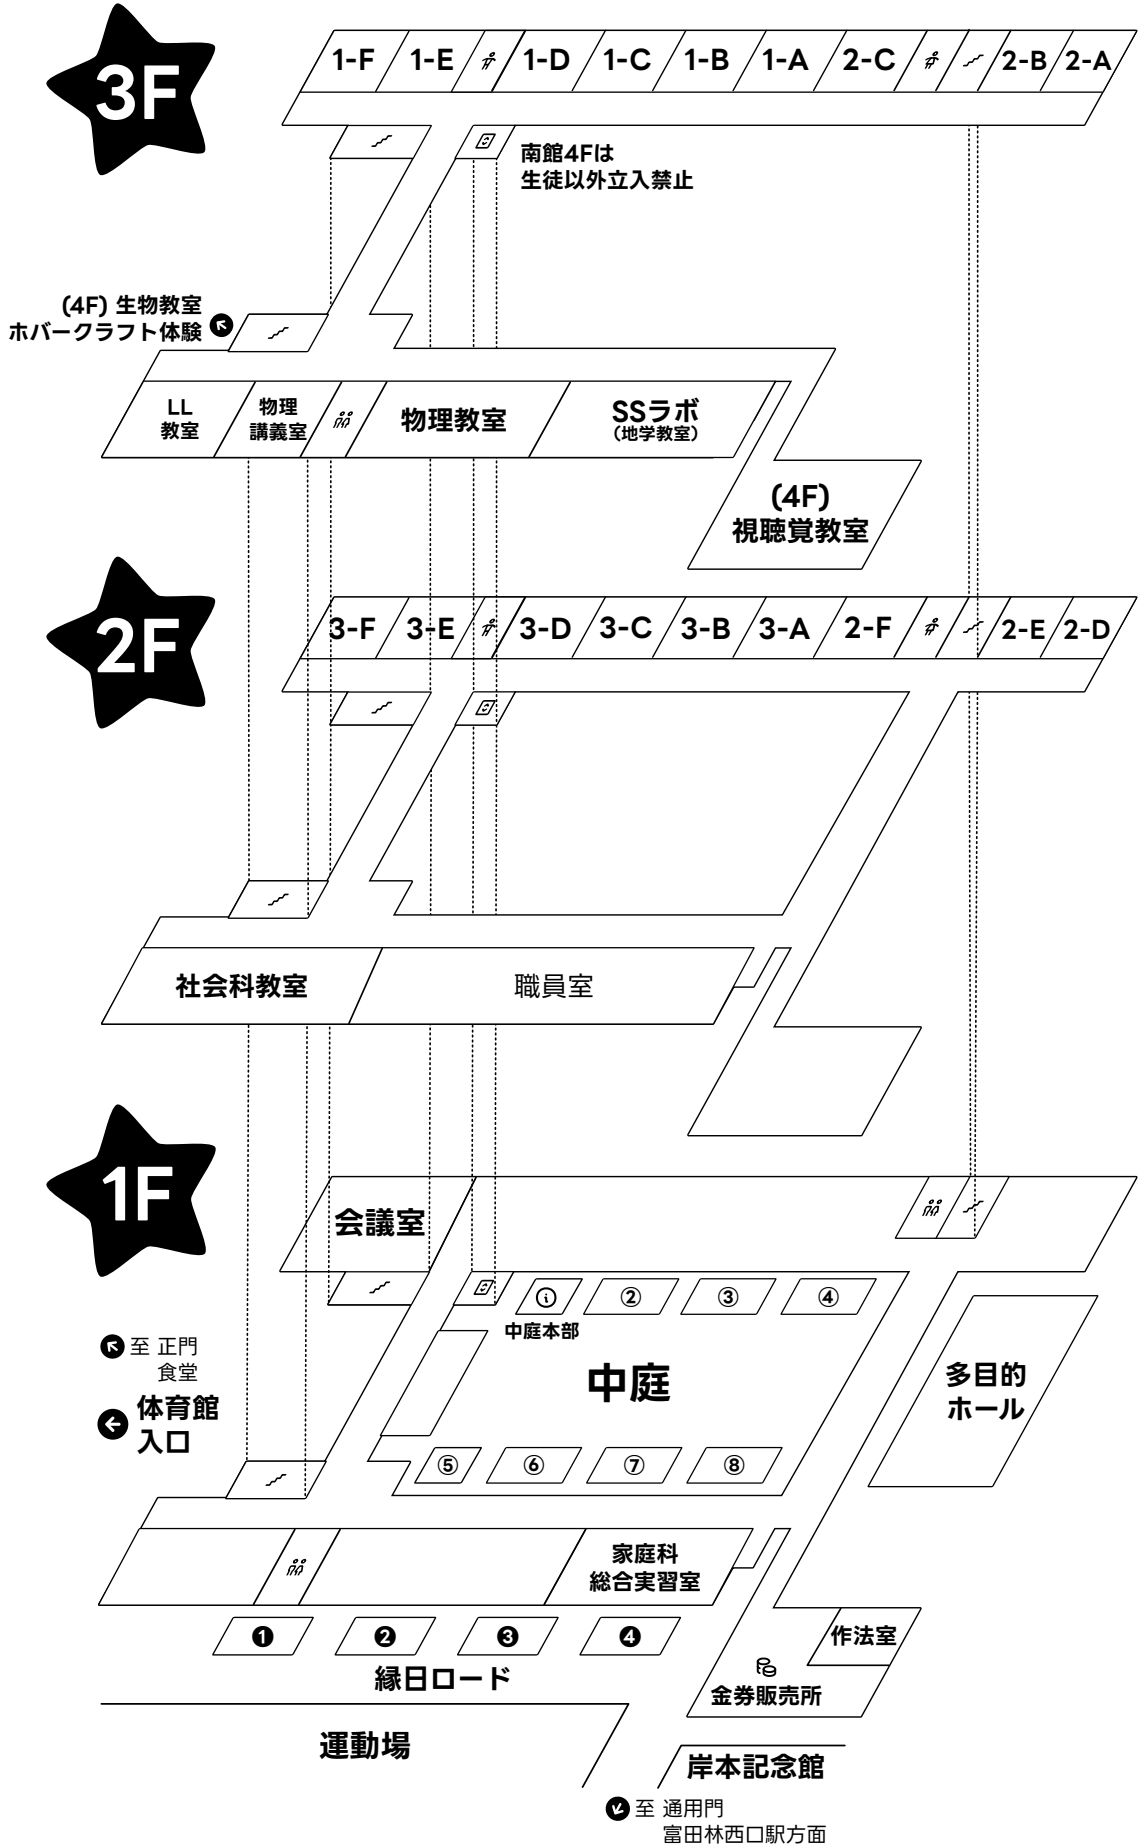 3F
1-F 1-E 1-D 1-C 1-B 1-A 2-C 2-B 2-A
南館4Fは
生徒以外立入禁止
(4F) 生物教室
ホバークラフト体験
LL
教室
物理
講義室
物理教室
SSラボ
(地学教室)
(4F)
視聴覚教室
2F
3-F 3-E 3-D 3-C 3-B 3-A 2-F 2-E 2-D
社会科教室
職員室
1F
会議室
i ② ③ ④
中庭本部
中庭
⑤ ⑥ ⑦ ⑧
多目的
ホール
至 正門
食堂
体育館
入口
家庭科
総合実習室
❶ ❷ ❸ ❹
縁日ロード
作法室
金券販売所
運動場
岸本記念館
至 通用門
富田林西口駅方面